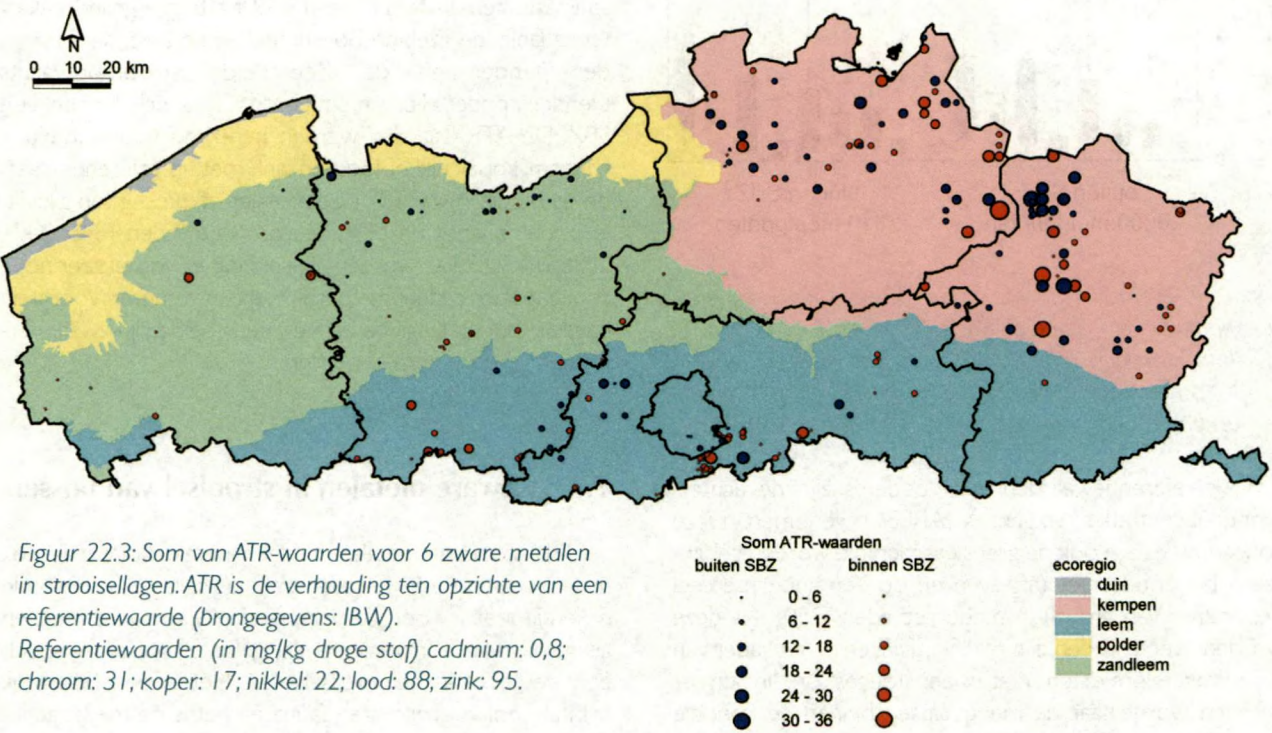 N
0 10 20 km
Figuur 22.3: Som van ATR-waarden voor 6 zware metalen
in strooisellagen. ATR is de verhouding ten opzichte van een
referentiewaarde (brongegevens: IBW).
Referentiewaarden (in mg/kg droge stof) cadmium: 0,8;
chroom: 31; koper: 17; nikkel: 22; lood: 88; zink: 95.
Som ATR-waarden
buiten SBZ binnen SBZ
0 - 6
6 - 12
12 - 18
18 - 24
24 - 30
30 - 36
ecoregio
duin
kempen
leem
polder
zandleem